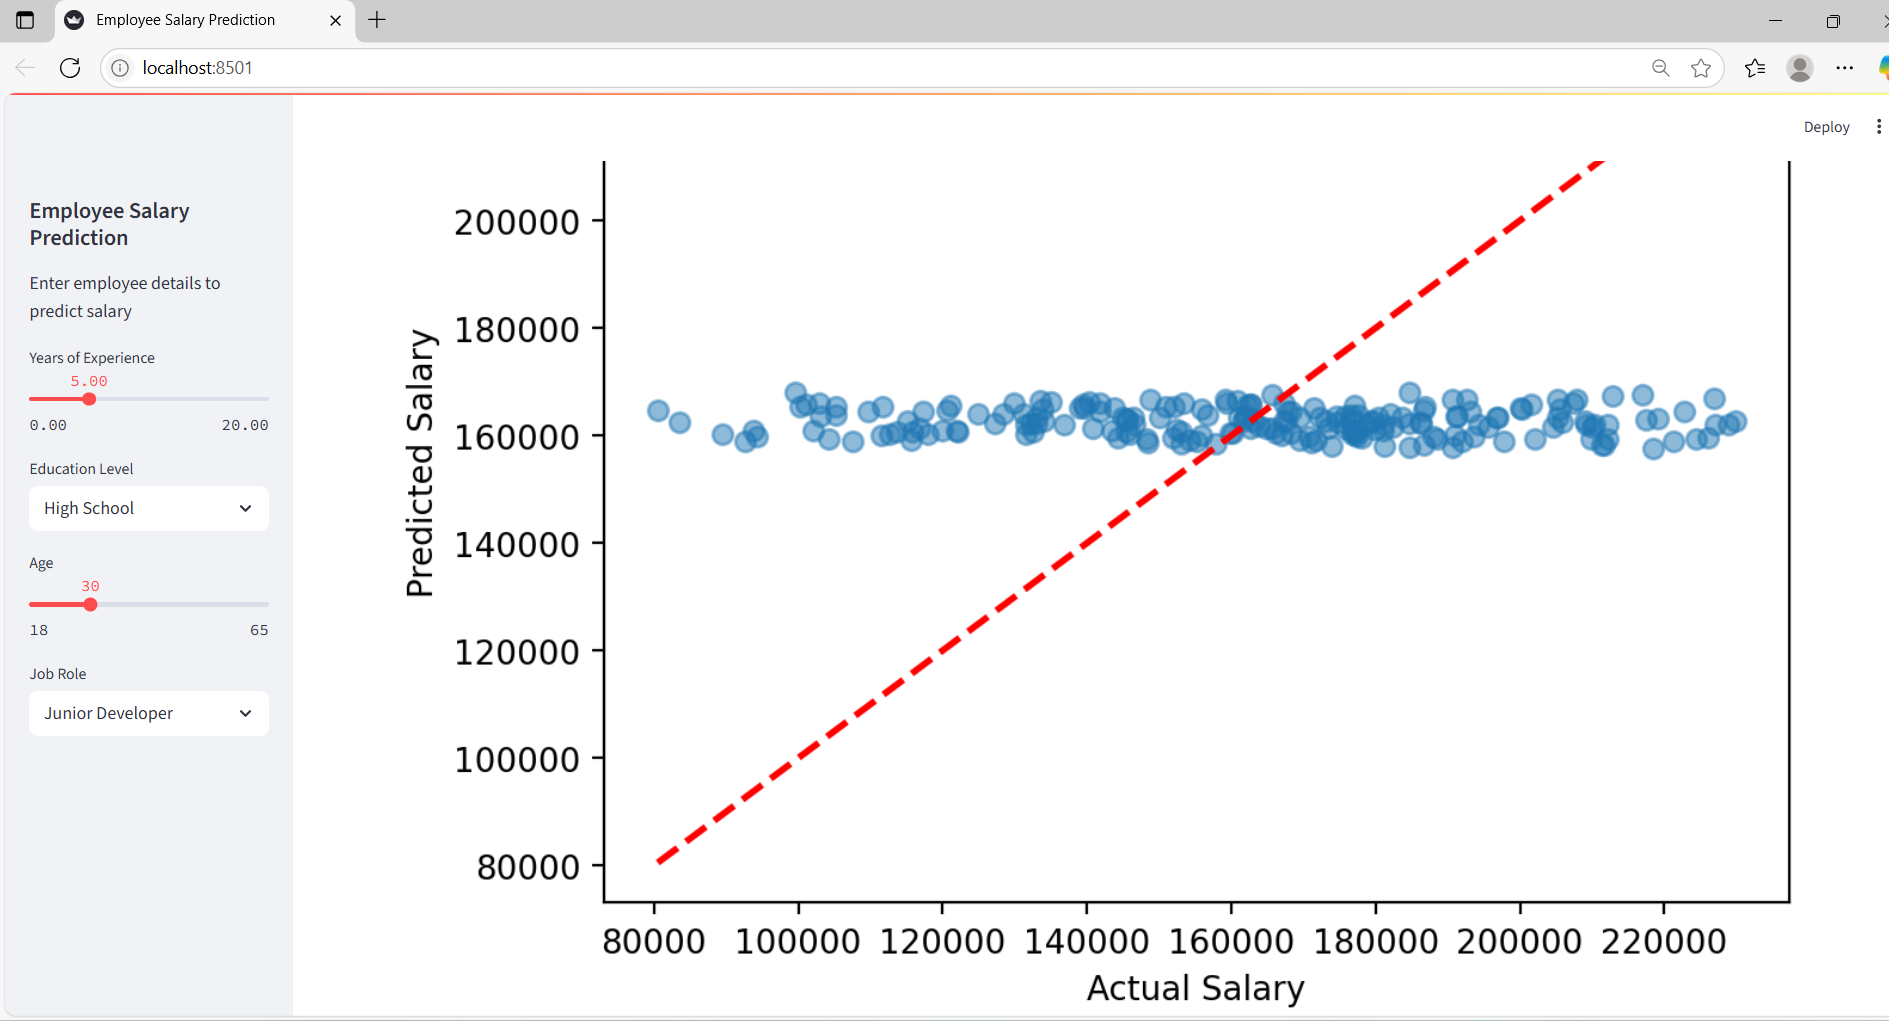 Employee Salary Prediction
localhost:8501
Deploy
Employee Salary
Prediction
Enter employee details to
predict salary
Years of Experience
5.00
0.00 20.00
Education Level
High School
Age
30
18 65
Job Role
Junior Developer
Predicted Salary
200000
180000
160000
140000
120000
100000
80000
80000 100000 120000 140000 160000 180000 200000 220000
Actual Salary